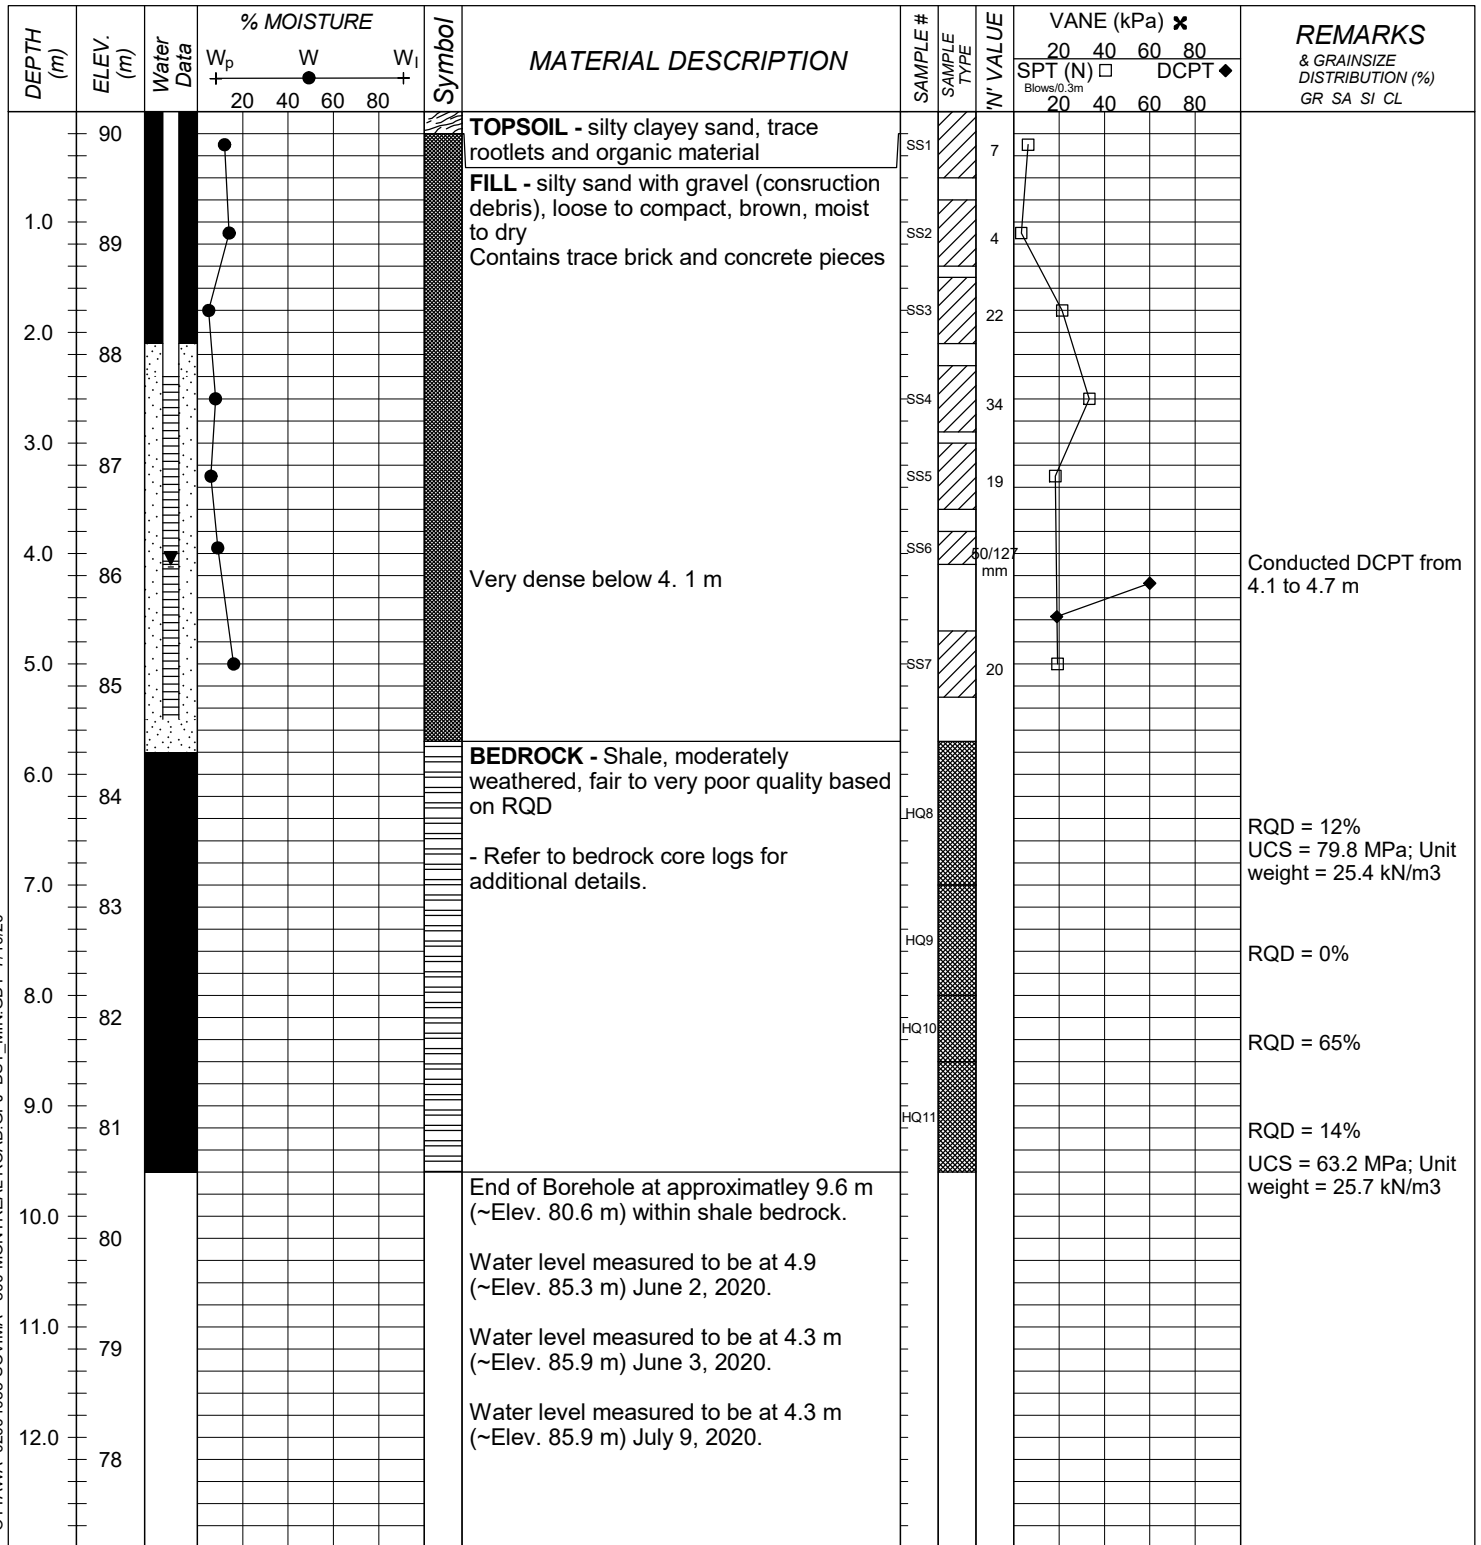 DEPTH (m)
ELEV. (m)
Water Data
% MOISTURE
Wp W Wl
20 40 60 80
Symbol
MATERIAL DESCRIPTION
SAMPLE #
SAMPLE TYPE
'N' VALUE
VANE (kPa)
20 40 60 80
SPT (N) DCPT
Blows/0.3m
20 40 60 80
REMARKS
& GRAINSIZE
DISTRIBUTION (%)
GR SA SI CL
90
TOPSOIL - silty clayey sand, trace
rootlets and organic material
SS1
7
FILL - silty sand with gravel (consruction
debris), loose to compact, brown, moist
to dry
Contains trace brick and concrete pieces
1.0
89
SS2
4
SS3
22
2.0
88
SS4
34
3.0
87
SS5
19
4.0
SS6
50/127
mm
86
Very dense below 4. 1 m
Conducted DCPT from
4.1 to 4.7 m
5.0
SS7
20
85
BEDROCK - Shale, moderately
weathered, fair to very poor quality based
on RQD
6.0
84
HQ8
- Refer to bedrock core logs for
additional details.
RQD = 12%
UCS = 79.8 MPa; Unit
weight = 25.4 kN/m3
7.0
83
HQ9
RQD = 0%
8.0
82
HQ10
RQD = 65%
9.0
81
HQ11
RQD = 14%
UCS = 63.2 MPa; Unit
weight = 25.7 kN/m3
End of Borehole at approximatley 9.6 m
(~Elev. 80.6 m) within shale bedrock.
10.0
80
Water level measured to be at 4.9
(~Elev. 85.3 m) June 2, 2020.
11.0
79
Water level measured to be at 4.3 m
(~Elev. 85.9 m) June 3, 2020.
12.0
78
Water level measured to be at 4.3 m
(~Elev. 85.9 m) July 9, 2020.